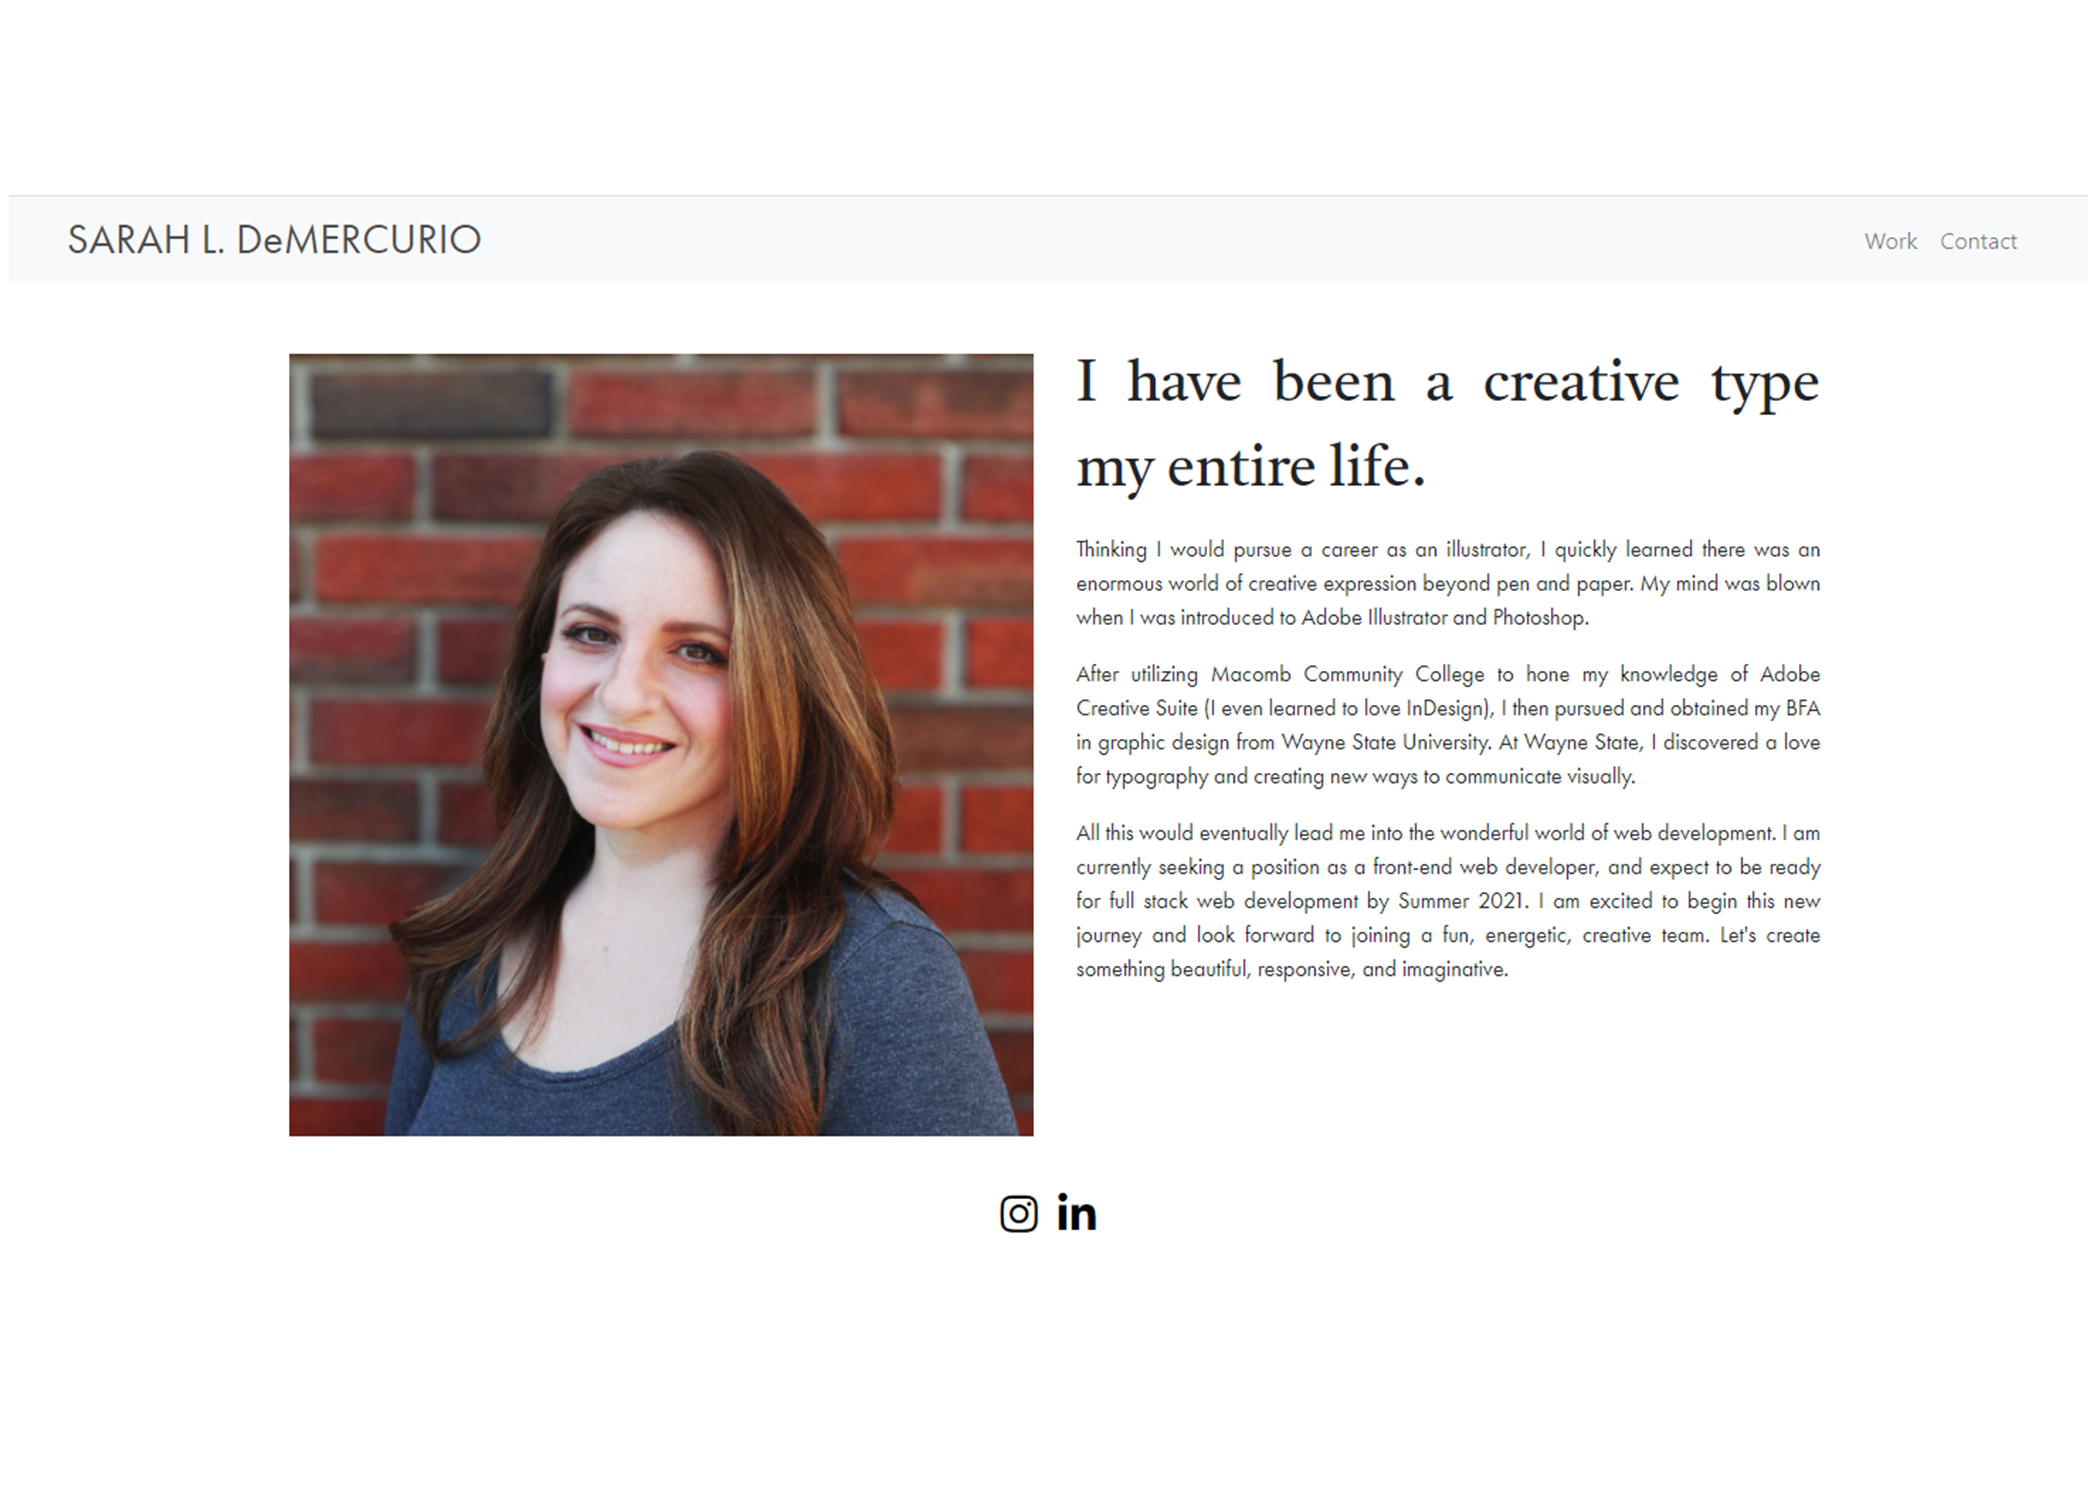 SARAH L. DeMERCURIO
Work Contact
I have been a creative type
my entire life.
Thinking I would pursue a career as an illustrator, I quickly learned there was an
enormous world of creative expression beyond pen and paper. My mind was blown
when I was introduced to Adobe Illustrator and Photoshop.
After utilizing Macomb Community College to hone my knowledge of Adobe
Creative Suite (I even learned to love InDesign), I then pursued and obtained my BFA
in graphic design from Wayne State University. At Wayne State, I discovered a love
for typography and creating new ways to communicate visually.
All this would eventually lead me into the wonderful world of web development. I am
currently seeking a position as a front-end web developer, and expect to be ready
for full stack web development by Summer 2021. I am excited to begin this new
journey and look forward to joining a fun, energetic, creative team. Let's create
something beautiful, responsive, and imaginative.
in